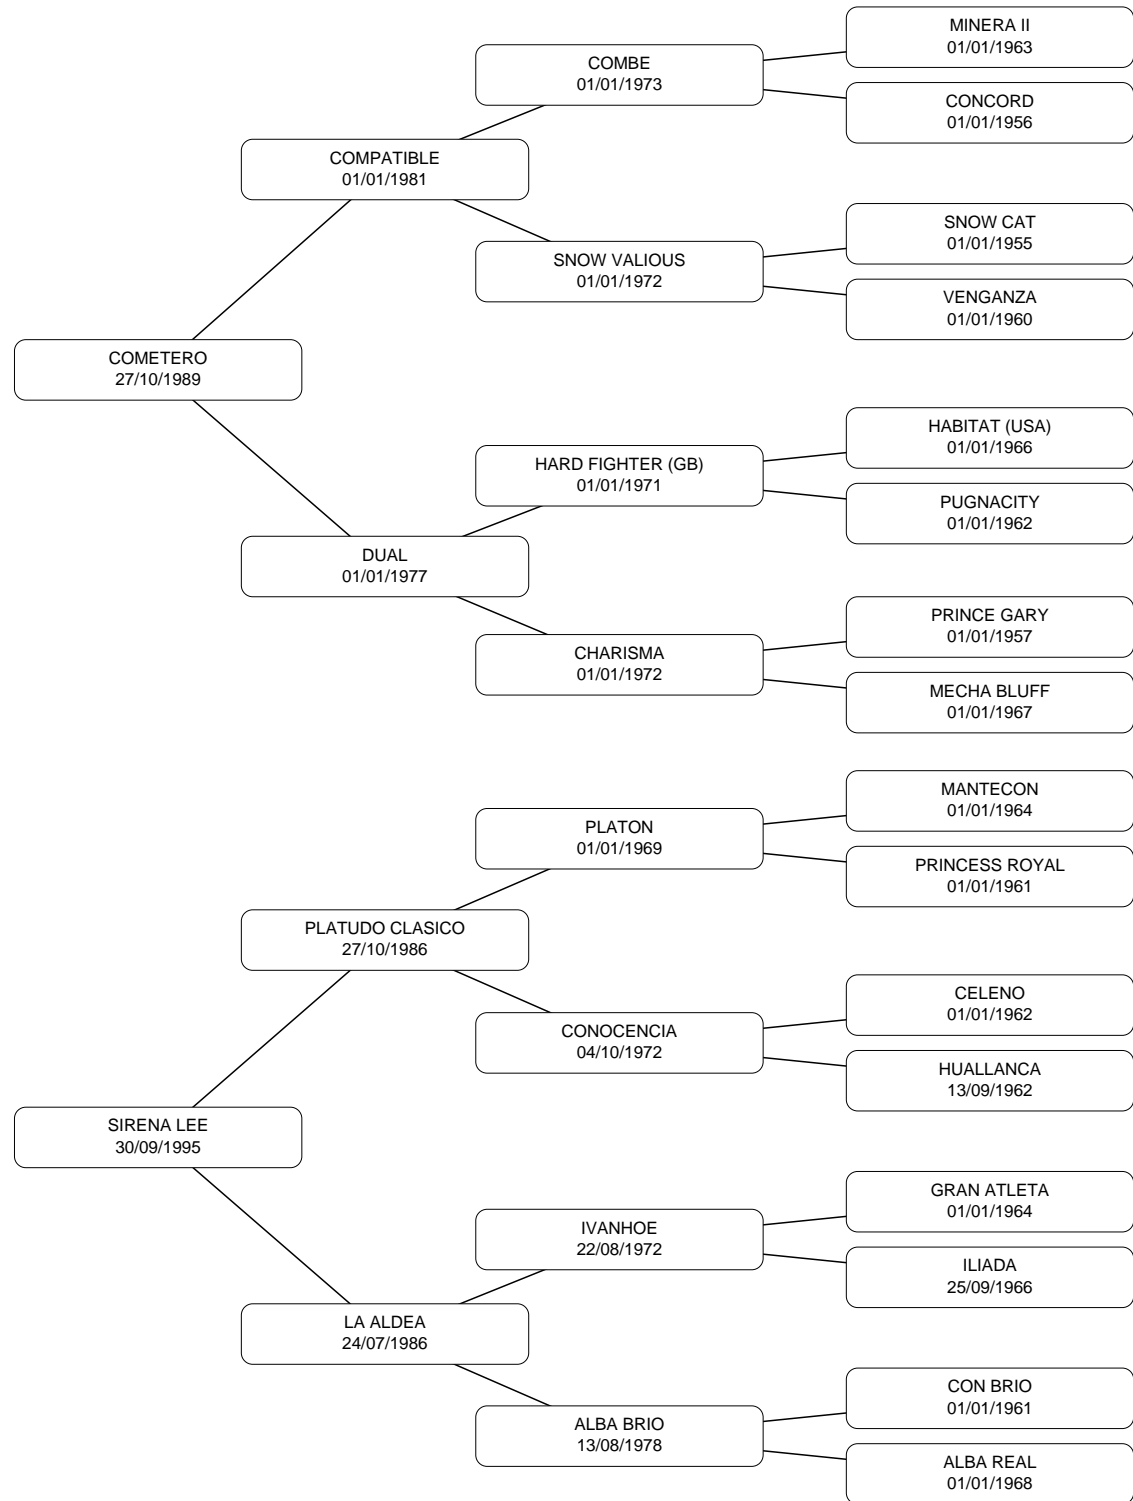 MINERA II
01/01/1963
COMBE
01/01/1973
CONCORD
01/01/1956
COMPATIBLE
01/01/1981
SNOW CAT
01/01/1955
SNOW VALIOUS
01/01/1972
VENGANZA
01/01/1960
COMETERO
27/10/1989
HABITAT (USA)
01/01/1966
HARD FIGHTER (GB)
01/01/1971
PUGNACITY
01/01/1962
DUAL
01/01/1977
PRINCE GARY
01/01/1957
CHARISMA
01/01/1972
MECHA BLUFF
01/01/1967
MANTECON
01/01/1964
PLATON
01/01/1969
PRINCESS ROYAL
01/01/1961
PLATUDO CLASICO
27/10/1986
CELENO
01/01/1962
CONOCENCIA
04/10/1972
HUALLANCA
13/09/1962
SIRENA LEE
30/09/1995
GRAN ATLETA
01/01/1964
IVANHOE
22/08/1972
ILIADA
25/09/1966
LA ALDEA
24/07/1986
CON BRIO
01/01/1961
ALBA BRIO
13/08/1978
ALBA REAL
01/01/1968